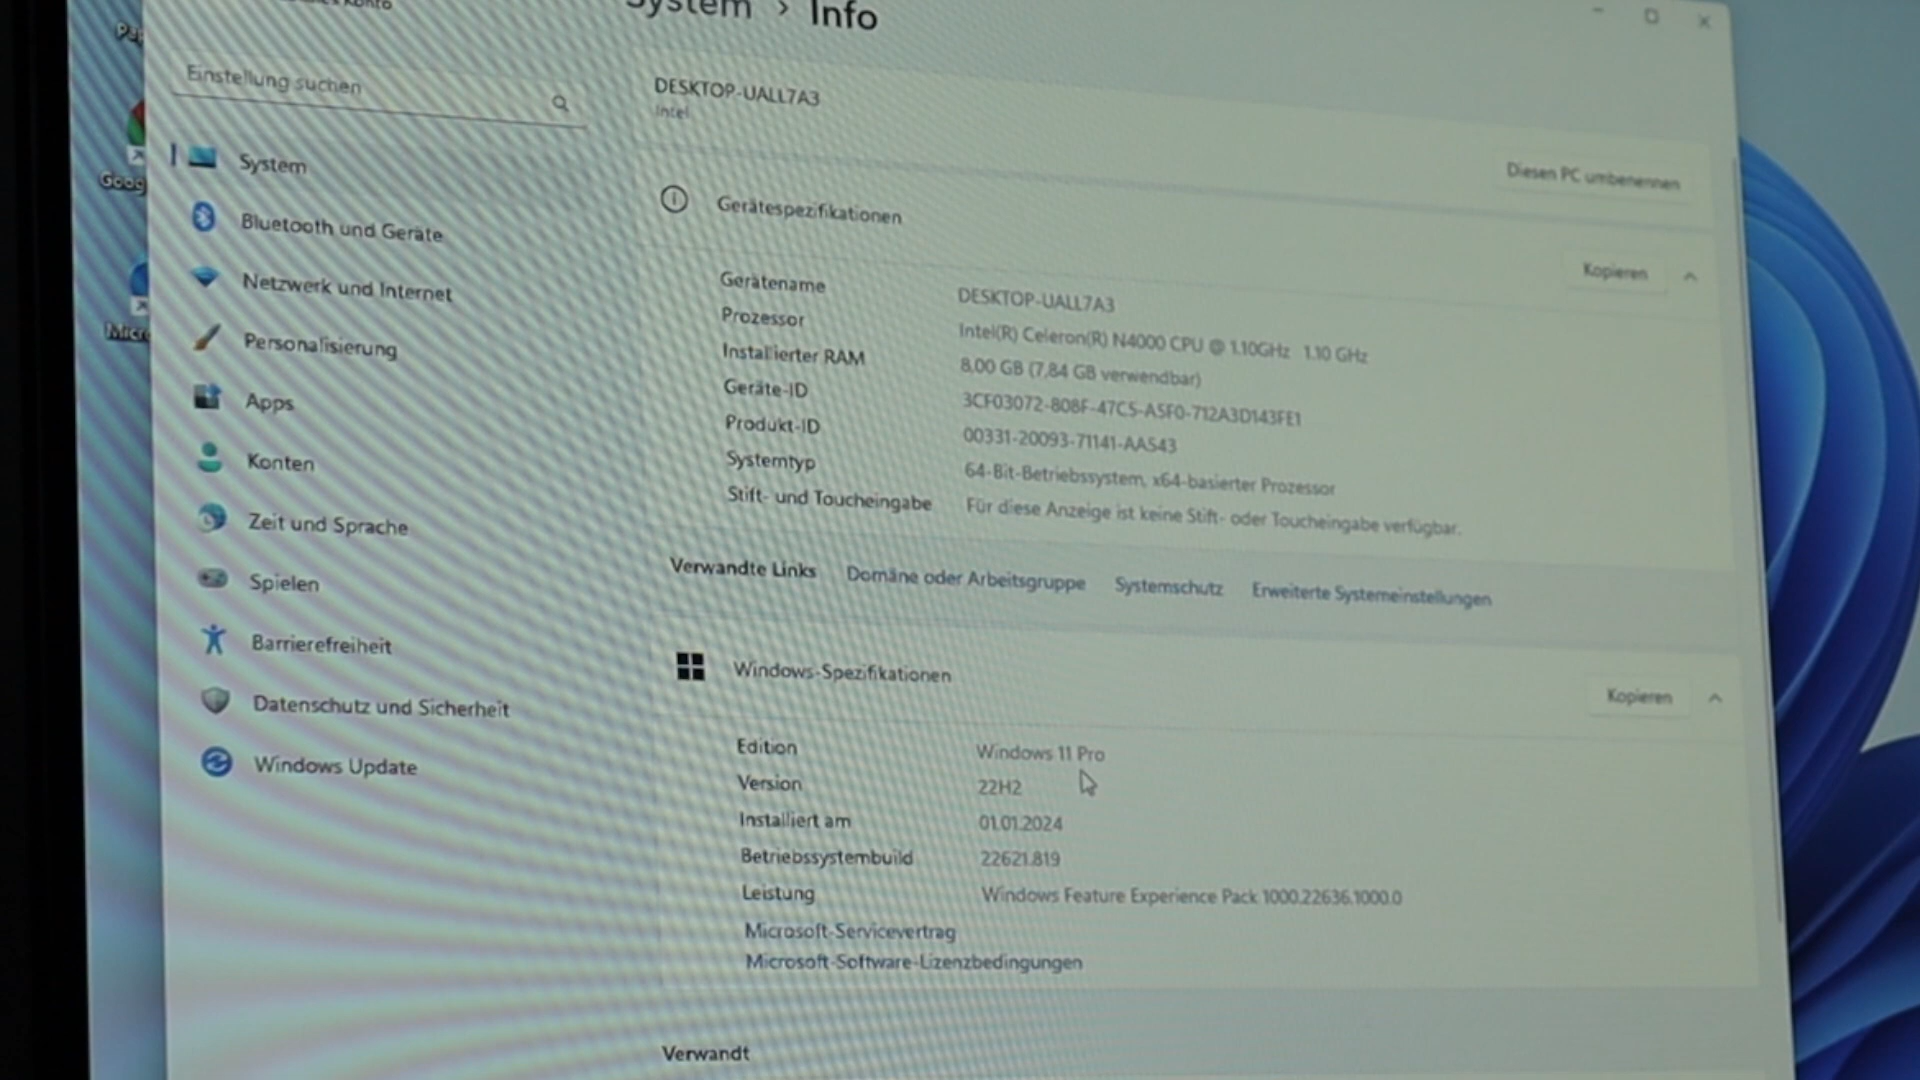 Konto
System > Info
Einstellung suchen
DESKTOP-UALL7A3
Intel
Diesen PC umbenennen
System
Bluetooth und Geräte
Netzwerk und Internet
Personalisierung
Apps
Konten
Zeit und Sprache
Spielen
Barrierefreiheit
Datenschutz und Sicherheit
Windows Update
Gerätespezifikationen
Kopieren
Gerätename DESKTOP-UALL7A3
Prozessor Intel(R) Celeron(R) N4000 CPU @ 1.10GHz 1.10 GHz
Installierter RAM 8,00 GB (7,84 GB verwendbar)
Geräte-ID 3CF03072-808F-47C5-A5F0-712A3D143FE1
Produkt-ID 00331-20093-71141-AA543
Systemtyp 64-Bit-Betriebssystem, x64-basierter Prozessor
Stift- und Toucheingabe Für diese Anzeige ist keine Stift- oder Toucheingabe verfügbar.
Verwandte Links Domäne oder Arbeitsgruppe Systemschutz Erweiterte Systemeinstellungen
Windows-Spezifikationen
Kopieren
Edition Windows 11 Pro
Version 22H2
Installiert am 01.01.2024
Betriebssystembuild 22621.819
Leistung Windows Feature Experience Pack 1000.22636.1000.0
Microsoft-Servicevertrag
Microsoft-Software-Lizenzbedingungen
Verwandt